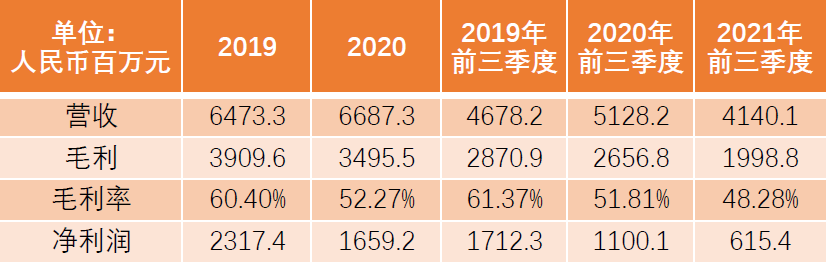 单位：人民币百万元 2019 2020 2019年前三季度 2020年前三季度 2021年前三季度
营收 6473.3 6687.3 4678.2 5128.2 4140.1
毛利 3909.6 3495.5 2870.9 2656.8 1998.8
毛利率 60.40% 52.27% 61.37% 51.81% 48.28%
净利润 2317.4 1659.2 1712.3 1100.1 615.4